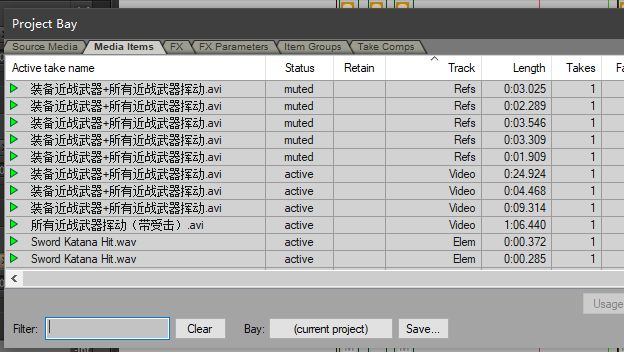 Project Bay
Source Media Media Items FX FX Parameters Item Groups Take Comps
Active take name Status Retain Track Length Takes Fa
装备近战武器+所有近战武器挥动.avi muted Refs 0:03.025 1
装备近战武器+所有近战武器挥动.avi muted Refs 0:02.289 1
装备近战武器+所有近战武器挥动.avi muted Refs 0:03.546 1
装备近战武器+所有近战武器挥动.avi muted Refs 0:03.309 1
装备近战武器+所有近战武器挥动.avi muted Refs 0:01.909 1
装备近战武器+所有近战武器挥动.avi active Video 0:24.924 1
装备近战武器+所有近战武器挥动.avi active Video 0:04.468 1
装备近战武器+所有近战武器挥动.avi active Video 0:09.314 1
所有近战武器挥动（带受击）.avi active Video 1:06.440 1
Sword Katana Hit.wav active Elem 0:00.372 1
Sword Katana Hit.wav active Elem 0:00.285 1
Usage
Filter: Clear Bay: (current project) Save...